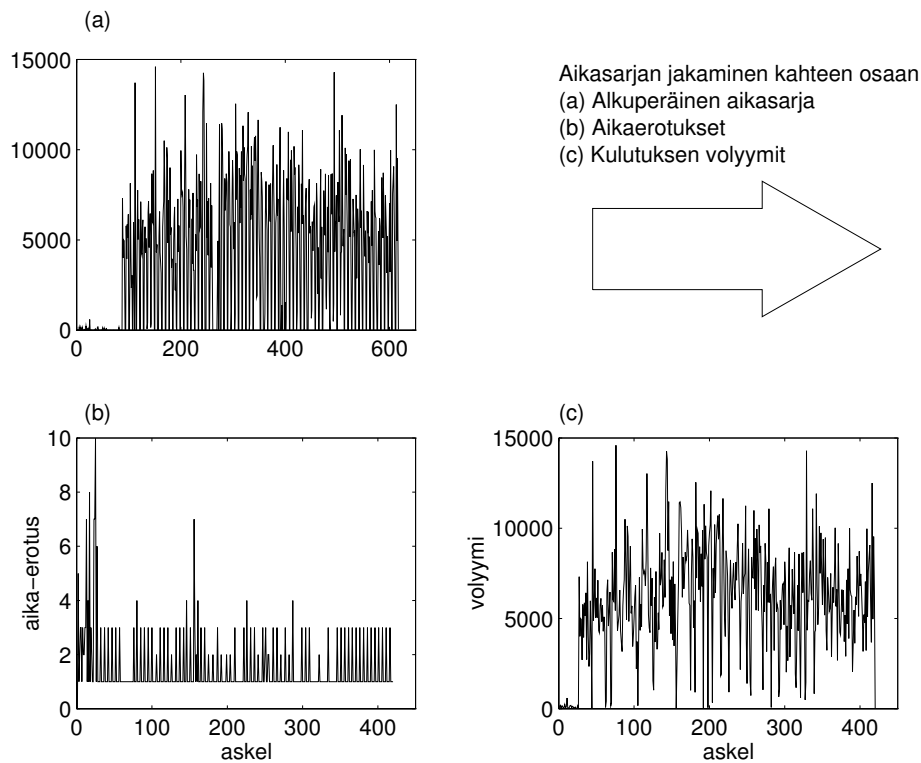 (a)
15000
10000
5000
0
0 200 400 600
Aikasarjan jakaminen kahteen osaan
(a) Alkuperäinen aikasarja
(b) Aikaerotukset
(c) Kulutuksen volyymit
(b)
10
8
6
4
2
0
0 100 200 300 400
aika−erotus
askel
(c)
15000
10000
5000
0
0 100 200 300 400
volyymi
askel